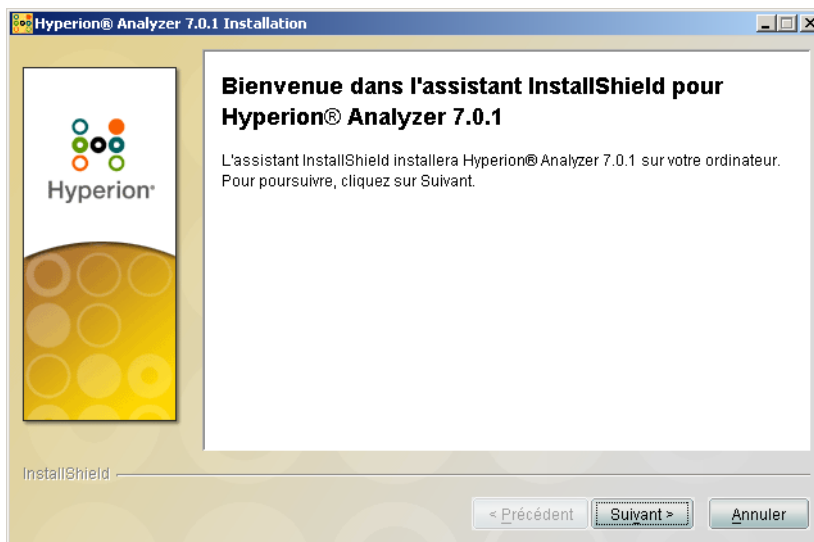 Hyperion® Analyzer 7.0.1 Installation
Hyperion®
Bienvenue dans l'assistant InstallShield pour
Hyperion® Analyzer 7.0.1
L'assistant InstallShield installera Hyperion® Analyzer 7.0.1 sur votre ordinateur.
Pour poursuivre, cliquez sur Suivant.
InstallShield
< Précédent
Suivant >
Annuler